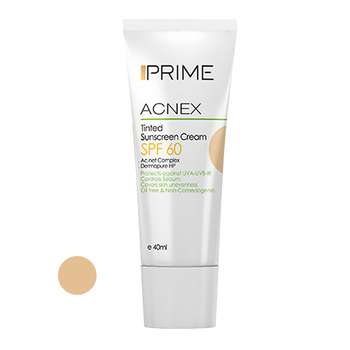 PRIME
ACNEX
Tinted
Sunscreen Cream
SPF 60
Ac.net Complex
Dermapure HP
Protects against UVA-UVB-IR
Controls Sebum
Covers skin unevenness
Oil free & Non-Comedogenic
e 40ml